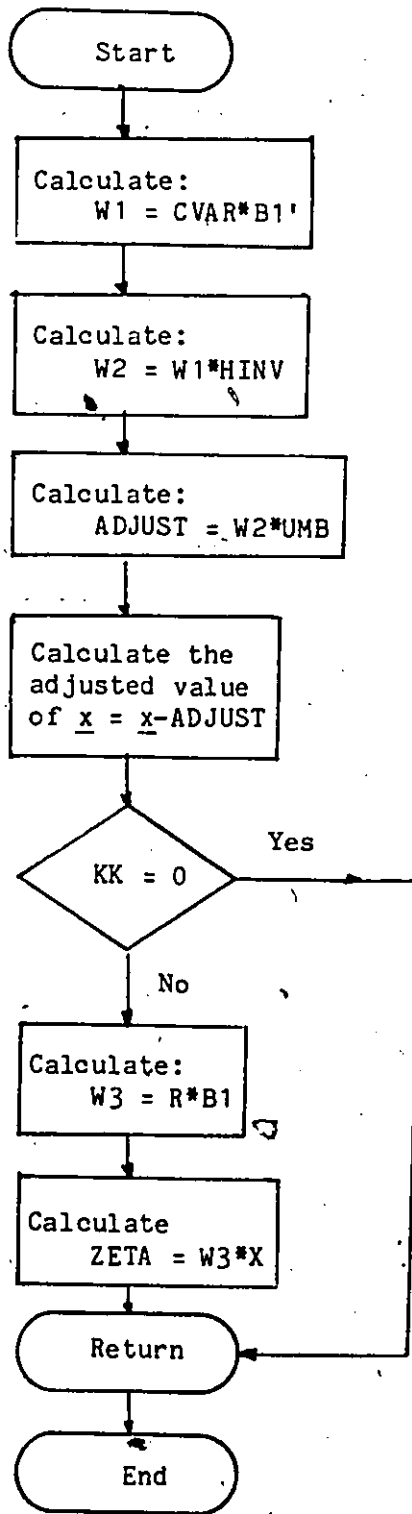 Start
Calculate:
W1 = CVAR*B1'
Calculate:
W2 = W1*HINV
Calculate:
ADJUST = W2*UMB
Calculate the
adjusted value
of x = x-ADJUST
KK = 0
Yes
No
Calculate:
W3 = R*B1
Calculate
ZETA = W3*X
Return
End